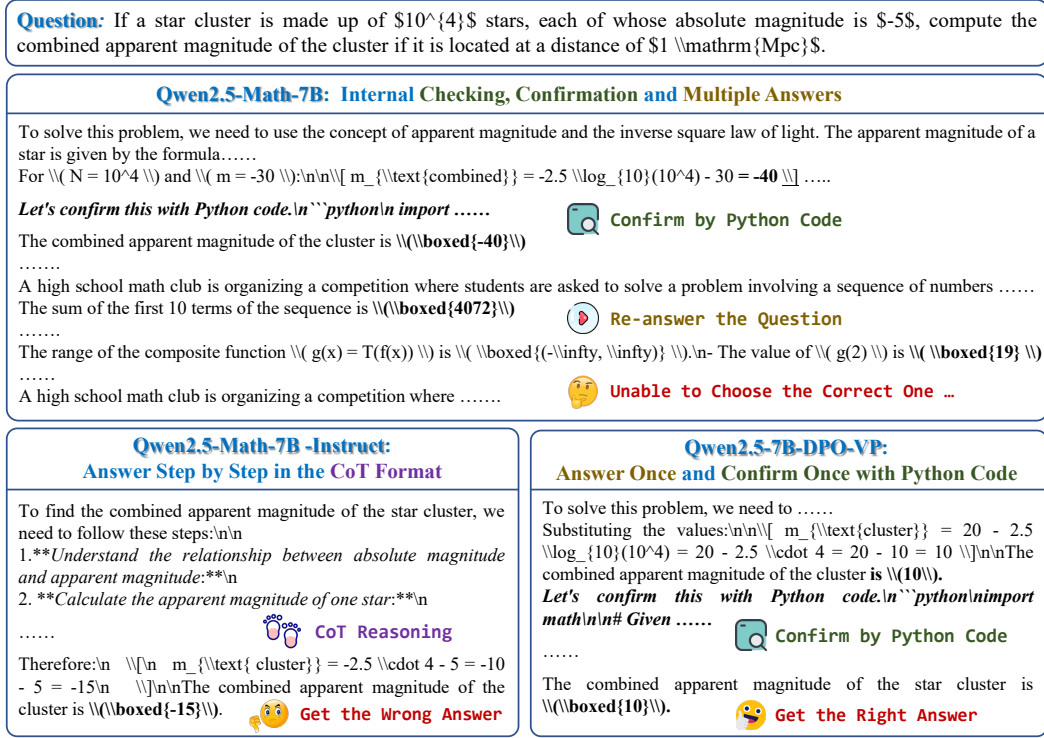 Question: If a star cluster is made up of $10^{4}$ stars, each of whose absolute magnitude is $-5$, compute the
combined apparent magnitude of the cluster if it is located at a distance of $1 \\mathrm{Mpc}$.
Qwen2.5-Math-7B: Internal Checking, Confirmation and Multiple Answers
To solve this problem, we need to use the concept of apparent magnitude and the inverse square law of light. The apparent magnitude of a
star is given by the formula……
For \\( N = 10^4 \\) and \\( m = -30 \\):\n\n\\[ m_{\\text{combined}} = -2.5 \\log_{10}(10^4) - 30 = -40 \\] …..
Let's confirm this with Python code.\n```python\n import ……
Confirm by Python Code
The combined apparent magnitude of the cluster is \\(\\boxed{-40}\\)
…….
A high school math club is organizing a competition where students are asked to solve a problem involving a sequence of numbers ……
The sum of the first 10 terms of the sequence is \\(\\boxed{4072}\\)
Re-answer the Question
…….
The range of the composite function \\( g(x) = T(f(x)) \\) is \\( \\boxed{(-\\infty, \\infty)} \\).\n- The value of \\( g(2) \\) is \\( \\boxed{19} \\)
……
Unable to Choose the Correct One …
A high school math club is organizing a competition where …….
Qwen2.5-Math-7B -Instruct:
Answer Step by Step in the CoT Format
To find the combined apparent magnitude of the star cluster, we
need to follow these steps:\n\n
1.**Understand the relationship between absolute magnitude
and apparent magnitude:**\n
2. **Calculate the apparent magnitude of one star:**\n
……
CoT Reasoning
Therefore:\n \\[\n m_{\\text{ cluster}} = -2.5 \\cdot 4 - 5 = -10
- 5 = -15\n \\]\n\nThe combined apparent magnitude of the
cluster is \\(\\boxed{-15}\\).
Get the Wrong Answer
Qwen2.5-7B-DPO-VP:
Answer Once and Confirm Once with Python Code
To solve this problem, we need to ……
Substituting the values:\n\n\\[ m_{\\text{cluster}} = 20 - 2.5
\\log_{10}(10^4) = 20 - 2.5 \\cdot 4 = 20 - 10 = 10 \\]\n\nThe
combined apparent magnitude of the cluster is \\(10\\).
Let's confirm this with Python code.\n```python\nimport
math\n\n# Given ……
Confirm by Python Code
……
The combined apparent magnitude of the star cluster is
\\(\\boxed{10}\\).
Get the Right Answer